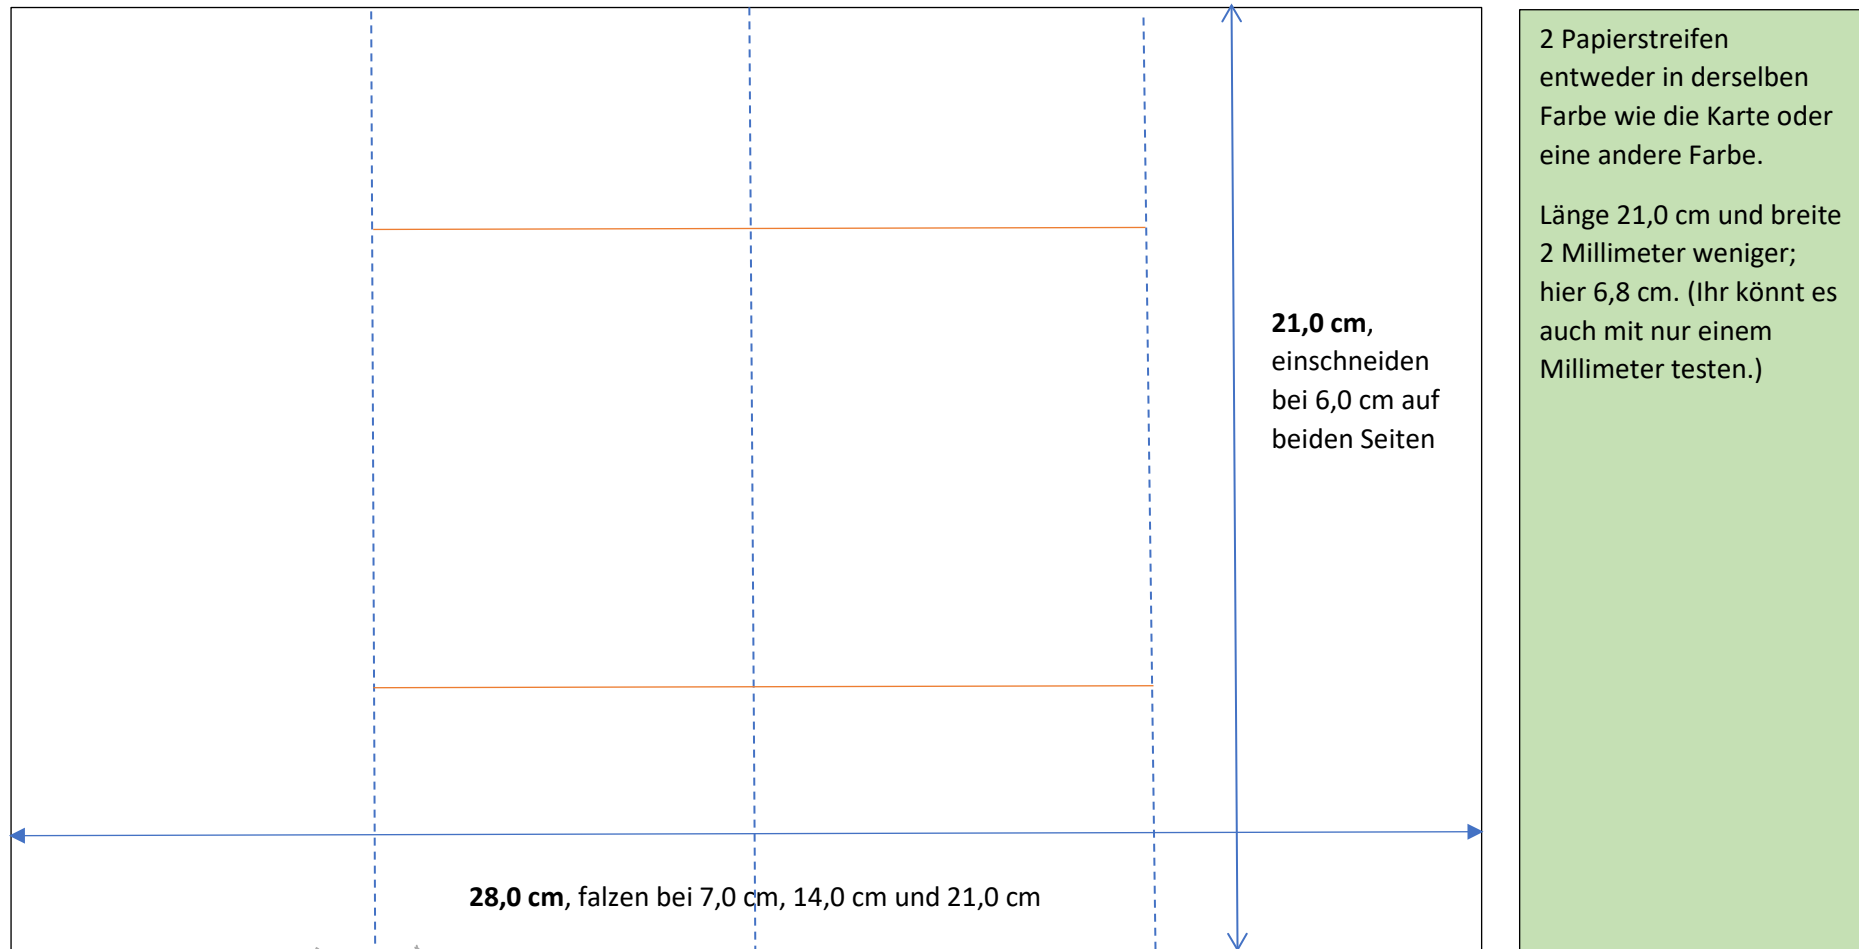 2 Papierstreifen
entweder in derselben
Farbe wie die Karte oder
eine andere Farbe.
Länge 21,0 cm und breite
2 Millimeter weniger;
hier 6,8 cm. (Ihr könnt es
auch mit nur einem
Millimeter testen.)
21,0 cm,
einschneiden
bei 6,0 cm auf
beiden Seiten
28,0 cm, falzen bei 7,0 cm, 14,0 cm und 21,0 cm